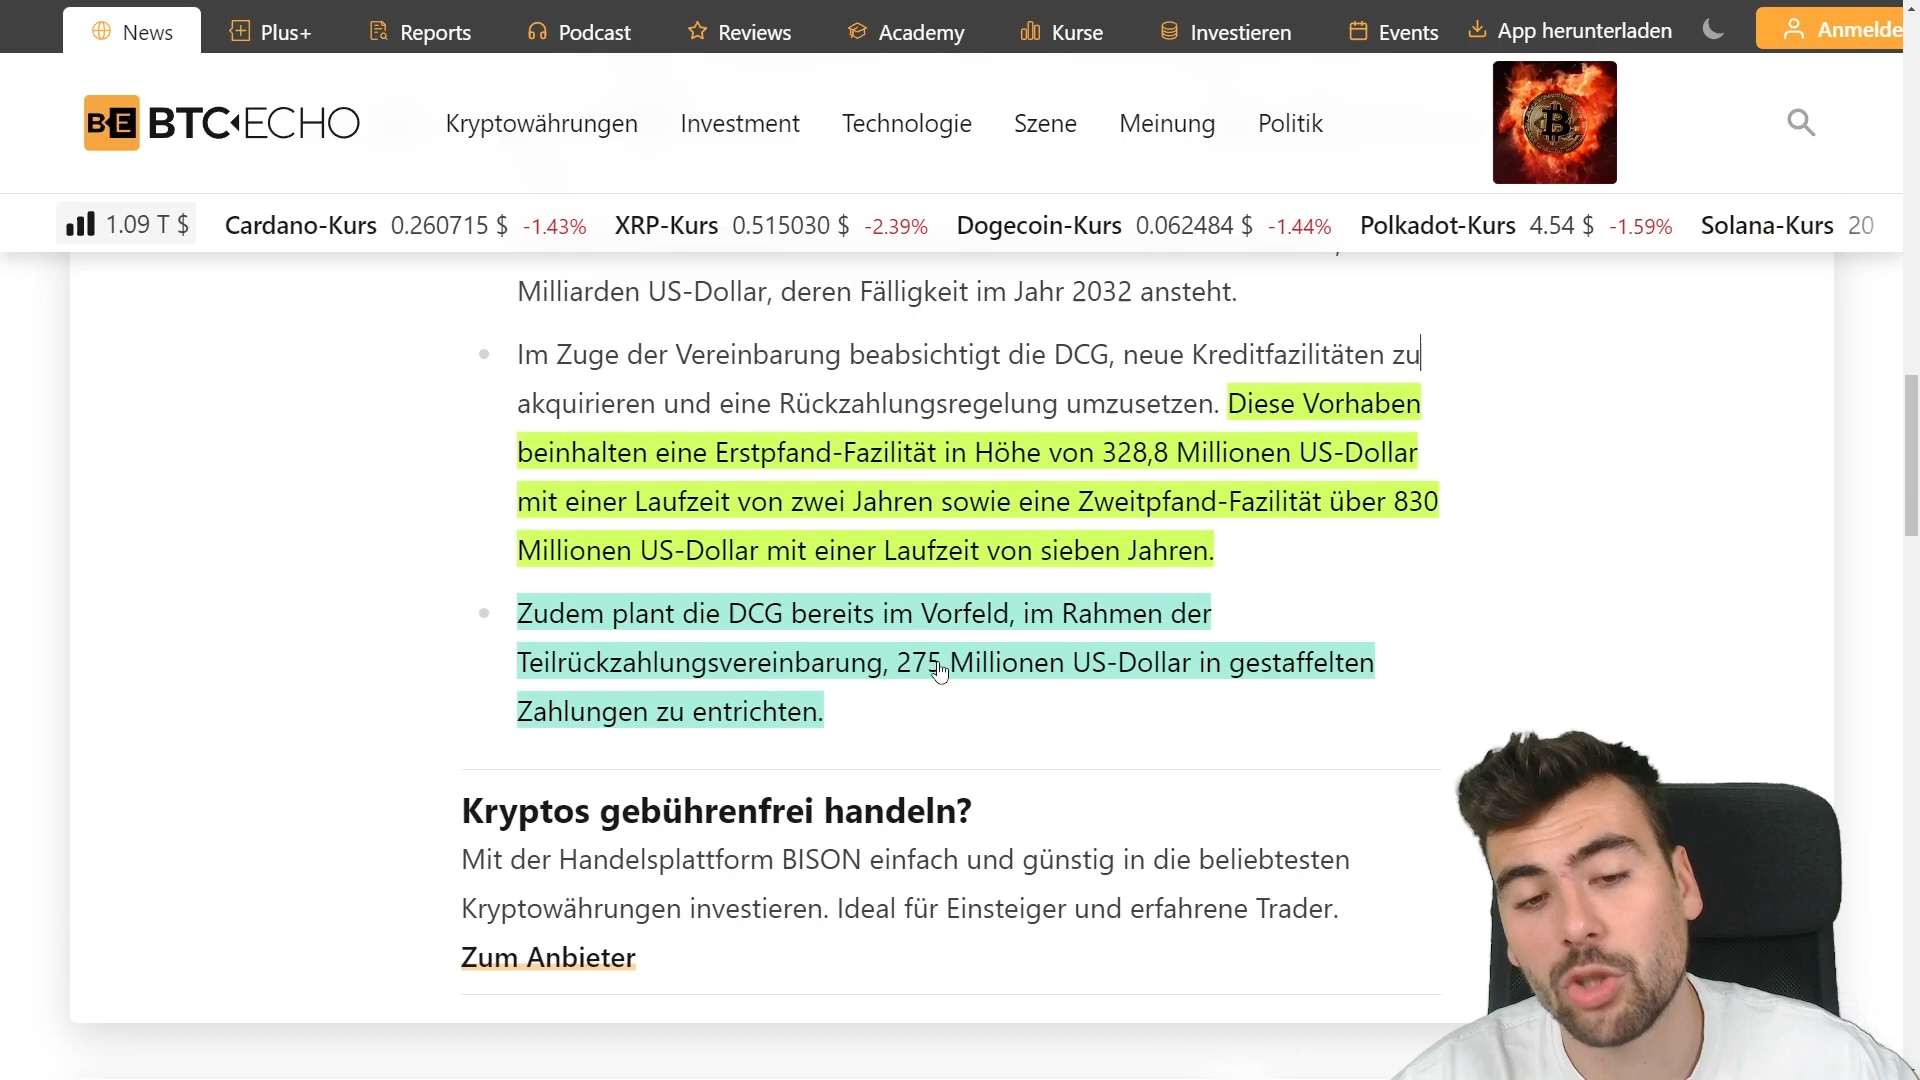 News Plus+ Reports Podcast Reviews Academy Kurse Investieren Events App herunterladen Anmelde
BE BTC ECHO Kryptowährungen Investment Technologie Szene Meinung Politik
1.09 T $ Cardano-Kurs 0.260715 $ -1.43% XRP-Kurs 0.515030 $ -2.39% Dogecoin-Kurs 0.062484 $ -1.44% Polkadot-Kurs 4.54 $ -1.59% Solana-Kurs 20
Milliarden US-Dollar, deren Fälligkeit im Jahr 2032 ansteht.
Im Zuge der Vereinbarung beabsichtigt die DCG, neue Kreditfazilitäten zu
akquirieren und eine Rückzahlungsregelung umzusetzen. Diese Vorhaben
beinhalten eine Erstpfand-Fazilität in Höhe von 328,8 Millionen US-Dollar
mit einer Laufzeit von zwei Jahren sowie eine Zweitpfand-Fazilität über 830
Millionen US-Dollar mit einer Laufzeit von sieben Jahren.
Zudem plant die DCG bereits im Vorfeld, im Rahmen der
Teilrückzahlungsvereinbarung, 275 Millionen US-Dollar in gestaffelten
Zahlungen zu entrichten.
Kryptos gebührenfrei handeln?
Mit der Handelsplattform BISON einfach und günstig in die beliebtesten
Kryptowährungen investieren. Ideal für Einsteiger und erfahrene Trader.
Zum Anbieter